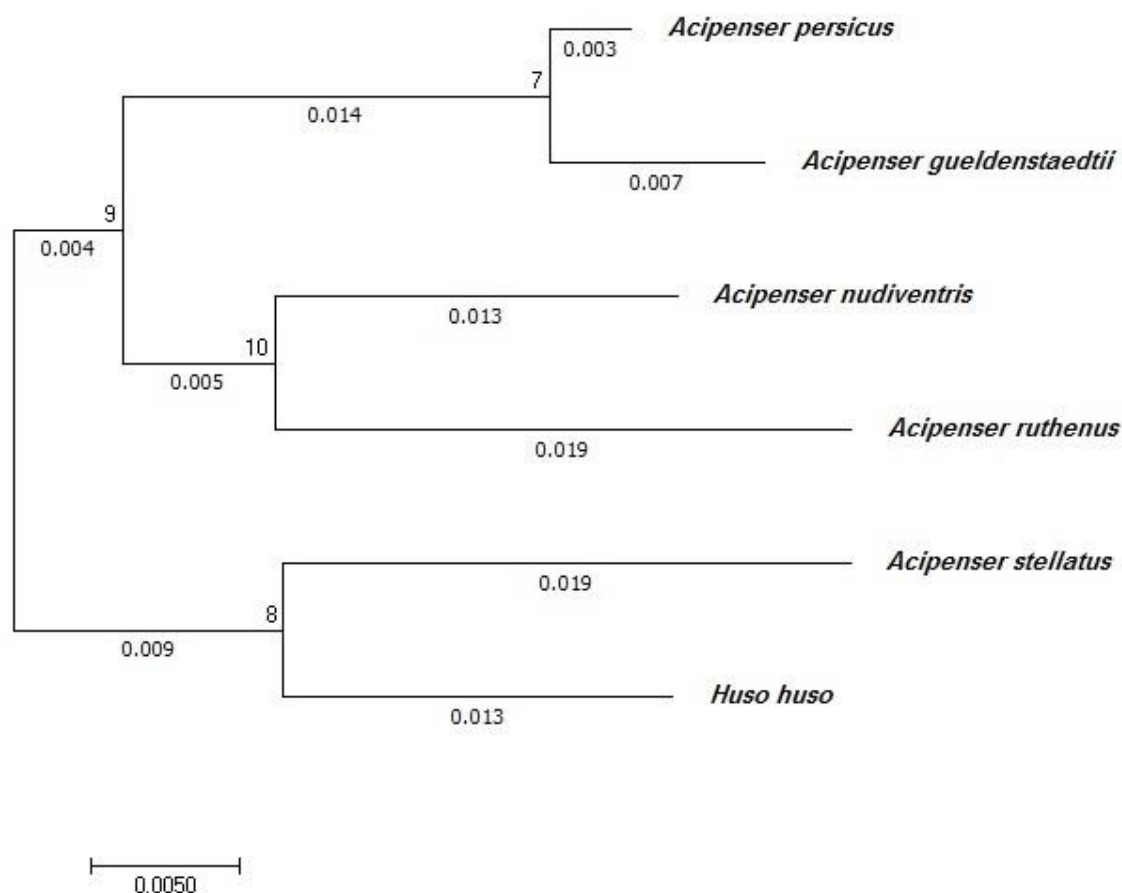 Acipenser persicus
0.003
7
0.014
Acipenser gueldenstaedtii
0.007
9
0.004
Acipenser nudiventris
0.013
10
0.005
Acipenser ruthenus
0.019
Acipenser stellatus
0.019
8
0.009
Huso huso
0.013
0.0050